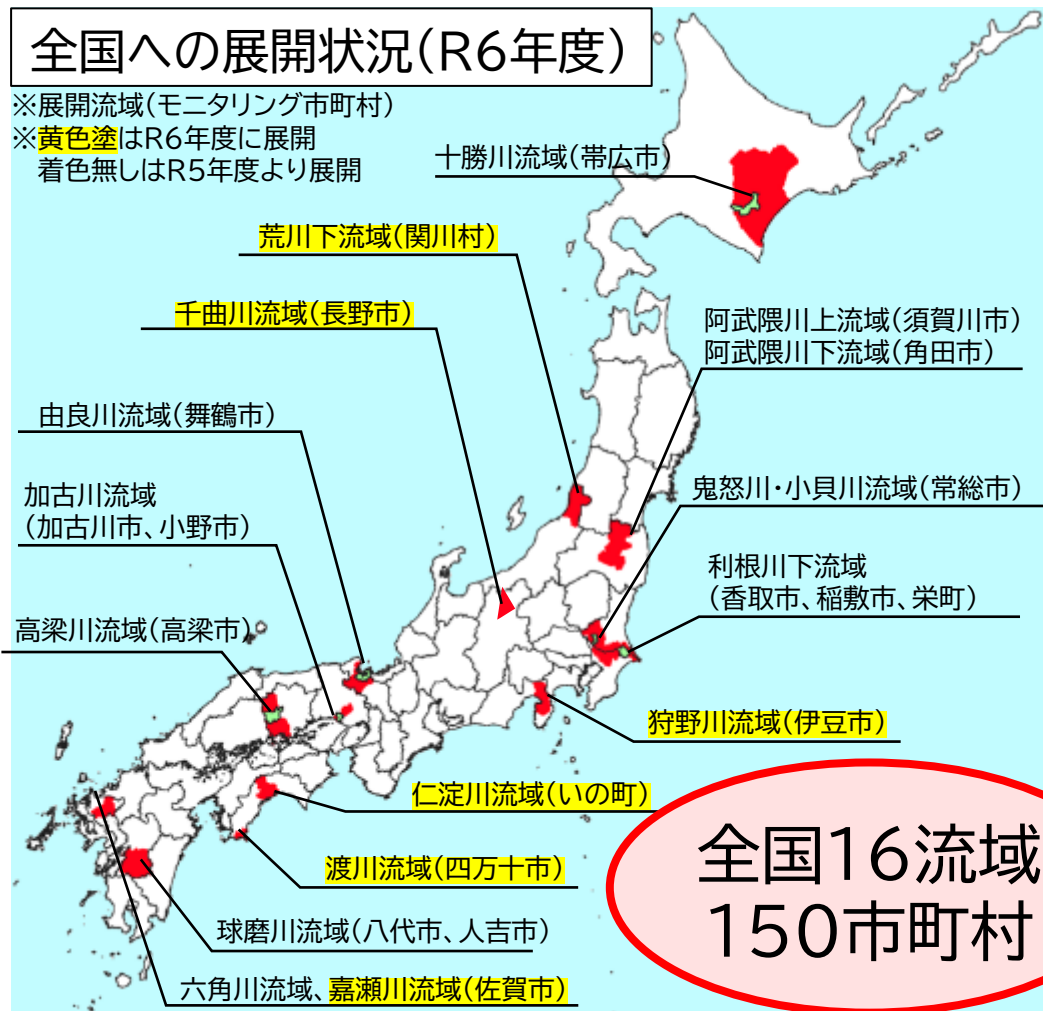 全国への展開状況(R6年度)
※展開流域(モニタリング市町村)
※黄色塗はR6年度に展開
着色無しはR5年度より展開
十勝川流域(帯広市)
荒川下流域(関川村)
千曲川流域(長野市)
阿武隈川上流域(須賀川市)
阿武隈川下流域(角田市)
由良川流域(舞鶴市)
加古川流域
(加古川市、小野市)
鬼怒川・小貝川流域(常総市)
利根川下流域
(香取市、稲敷市、栄町)
高梁川流域(高梁市)
狩野川流域(伊豆市)
仁淀川流域(いの町)
渡川流域(四万十市)
球磨川流域(八代市、人吉市)
六角川流域、嘉瀬川流域(佐賀市)
全国16流域
150市町村